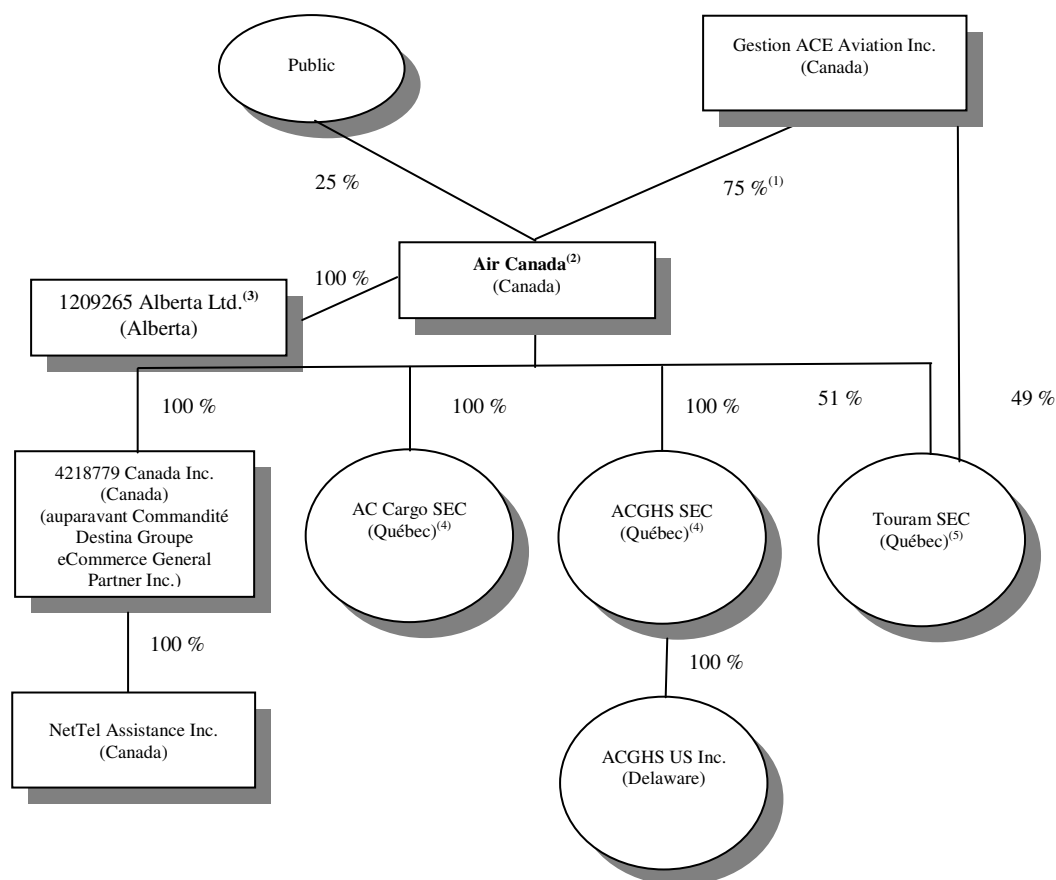 Public
Gestion ACE Aviation Inc.
(Canada)
25 %
75 %(1)
Air Canada(2)
(Canada)
100 %
1209265 Alberta Ltd.(3)
(Alberta)
100 %
100 %
100 %
51 %
49 %
4218779 Canada Inc.
(Canada)
(auparavant Commandité
Destina Groupe
eCommerce General
Partner Inc.)
AC Cargo SEC
(Québec)(4)
ACGHS SEC
(Québec)(4)
Touram SEC
(Québec)(5)
100 %
100 %
NetTel Assistance Inc.
(Canada)
ACGHS US Inc.
(Delaware)